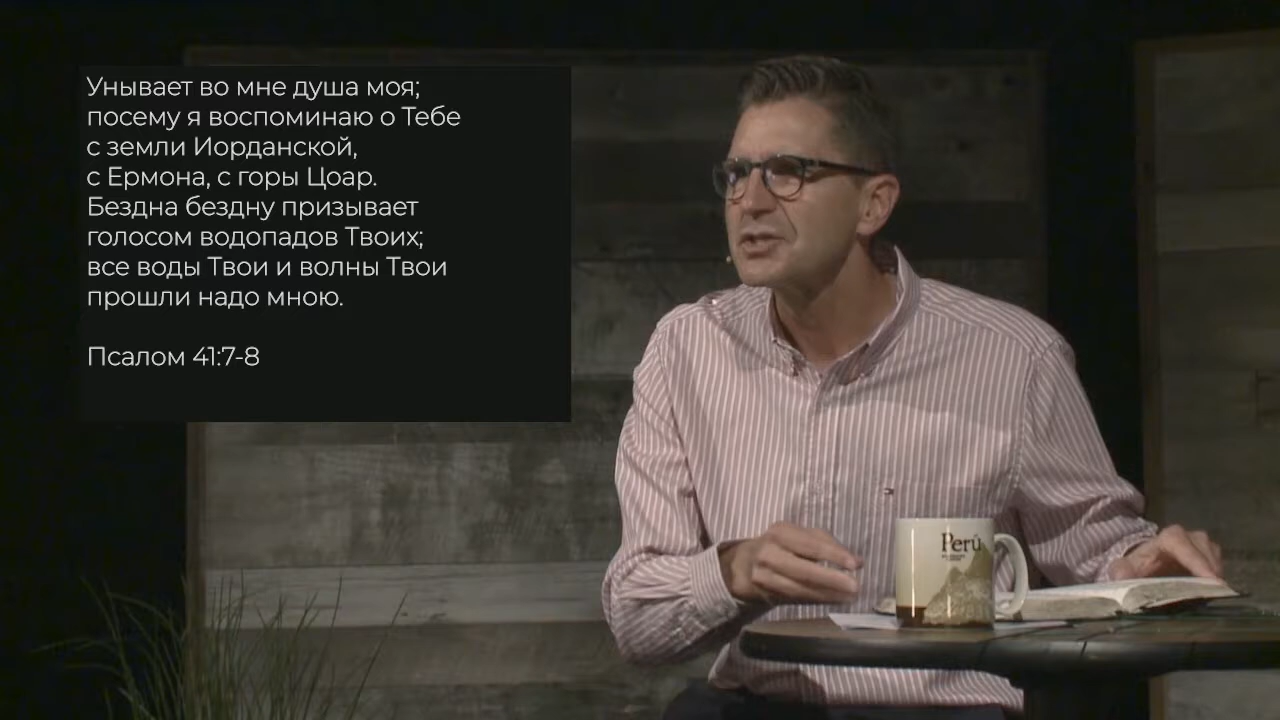 Унывает во мне душа моя;
посему я воспоминаю о Тебе
с земли Иорданской,
с Ермона, с горы Цоар.
Бездна бездну призывает
голосом водопадов Твоих;
все воды Твои и волны Твои
прошли надо мною.
Псалом 41:7-8
Perú